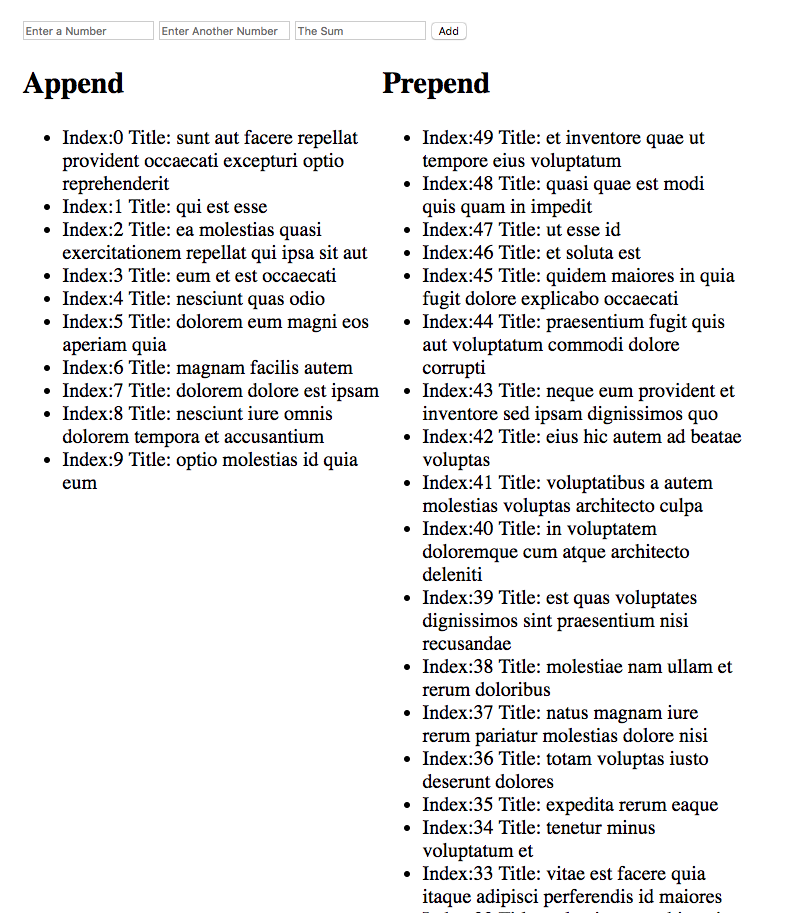 Enter a Number Enter Another Number The Sum Add
Append
Index:0 Title: sunt aut facere repellat
provident occaecati excepturi optio
reprehenderit
Index:1 Title: qui est esse
Index:2 Title: ea molestias quasi
exercitationem repellat qui ipsa sit aut
Index:3 Title: eum et est occaecati
Index:4 Title: nesciunt quas odio
Index:5 Title: dolorem eum magni eos
aperiam quia
Index:6 Title: magnam facilis autem
Index:7 Title: dolorem dolore est ipsam
Index:8 Title: nesciunt iure omnis
dolorem tempora et accusantium
Index:9 Title: optio molestias id quia
eum
Prepend
Index:49 Title: et inventore quae ut
tempore eius voluptatum
Index:48 Title: quasi quae est modi
quis quam in impedit
Index:47 Title: ut esse id
Index:46 Title: et soluta est
Index:45 Title: quidem maiores in quia
fugit dolore explicabo occaecati
Index:44 Title: praesentium fugit quis
aut voluptatum commodi dolore
corrupti
Index:43 Title: neque eum provident et
inventore sed ipsam dignissimos quo
Index:42 Title: eius hic autem ad beatae
voluptas
Index:41 Title: voluptatibus a autem
molestias voluptas architecto culpa
Index:40 Title: in voluptatem
doloremque cum atque architecto
deleniti
Index:39 Title: est quas voluptates
dignissimos sint praesentium nisi
recusandae
Index:38 Title: molestiae nam ullam et
rerum doloribus
Index:37 Title: natus magnam iure
rerum pariatur molestias dolore nisi
Index:36 Title: totam voluptas iusto
deserunt dolores
Index:35 Title: expedita rerum eaque
Index:34 Title: tenetur minus
voluptatum et
Index:33 Title: vitae est facere quia
itaque adipisci perferendis id maiores